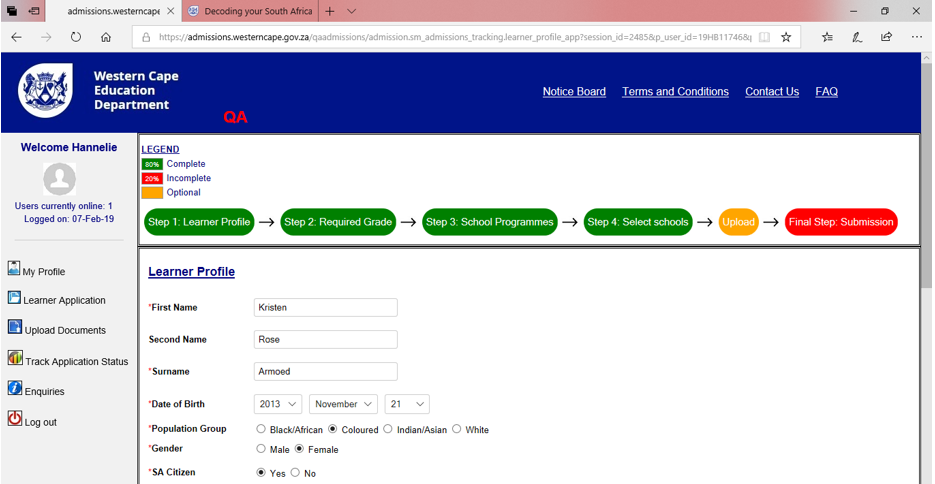 admissions.westerncape
Decoding your South Africa
https://admissions.westerncape.gov.za/qaadmissions/admission.sm_admissions_tracking.learner_profile_app?session_id=2485&p_user_id=19HB11746&
Western Cape
Education
Department
QA
Notice Board Terms and Conditions Contact Us FAQ
Welcome Hannelie
Users currently online: 1
Logged on: 07-Feb-19
My Profile
Learner Application
Upload Documents
Track Application Status
Enquiries
Log out
LEGEND
80% Complete
20% Incomplete
Optional
Step 1: Learner Profile → Step 2: Required Grade → Step 3: School Programmes → Step 4: Select schools → Upload → Final Step: Submission
Learner Profile
*First Name Kristen
Second Name Rose
*Surname Armoed
*Date of Birth 2013 November 21
*Population Group Black/African Coloured Indian/Asian White
*Gender Male Female
*SA Citizen Yes No